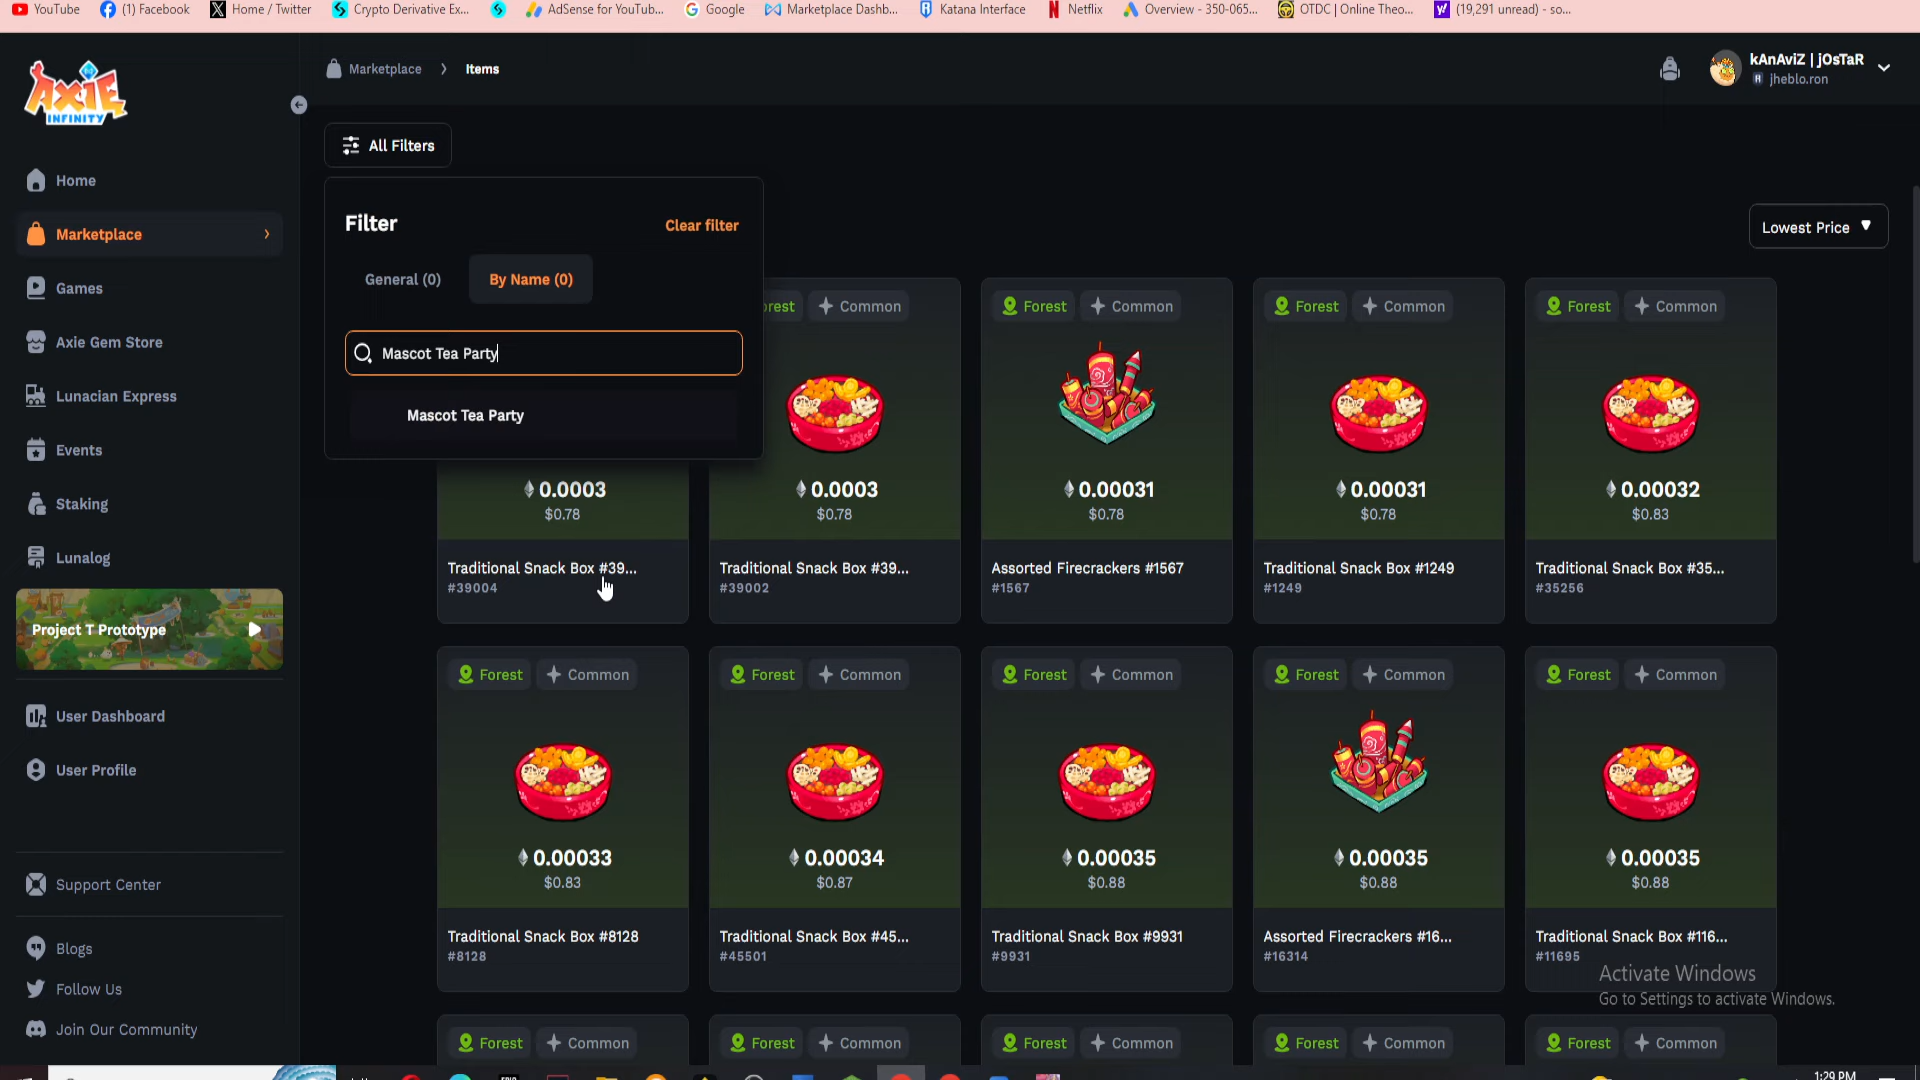 YouTube
(1) Facebook
Home / Twitter
Crypto Derivative Ex...
AdSense for YouTub...
Google
Marketplace Dashb...
Katana Interface
Netflix
Overview - 350-065...
OTDC | Online Theo...
(19,291 unread) - so...
AXIE
INFINITY
Marketplace
Items
kAnAviZ | jOsTaR
jheblo.ron
All Filters
Home
Marketplace
Games
Axie Gem Store
Lunacian Express
Events
Staking
Lunalog
Project T Prototype
User Dashboard
User Profile
Support Center
Blogs
Follow Us
Join Our Community
Filter
Clear filter
General (0)
By Name (0)
Mascot Tea Party
Mascot Tea Party
Lowest Price
orest Common
Forest Common
Forest Common
Forest Common
0.0003
$0.78
Traditional Snack Box #39...
#39004
0.0003
$0.78
Traditional Snack Box #39...
#39002
0.00031
$0.78
Assorted Firecrackers #1567
#1567
0.00031
$0.78
Traditional Snack Box #1249
#1249
0.00032
$0.83
Traditional Snack Box #35...
#35256
Forest Common
0.00033
$0.83
Traditional Snack Box #8128
#8128
Forest Common
0.00034
$0.87
Traditional Snack Box #45...
#45501
Forest Common
0.00035
$0.88
Traditional Snack Box #9931
#9931
Forest Common
0.00035
$0.88
Assorted Firecrackers #16...
#16314
Forest Common
0.00035
$0.88
Traditional Snack Box #116...
#11695
Forest Common
Forest Common
Forest Common
Forest Common
Forest Common
Activate Windows
Go to Settings to activate Windows.
1:29 PM